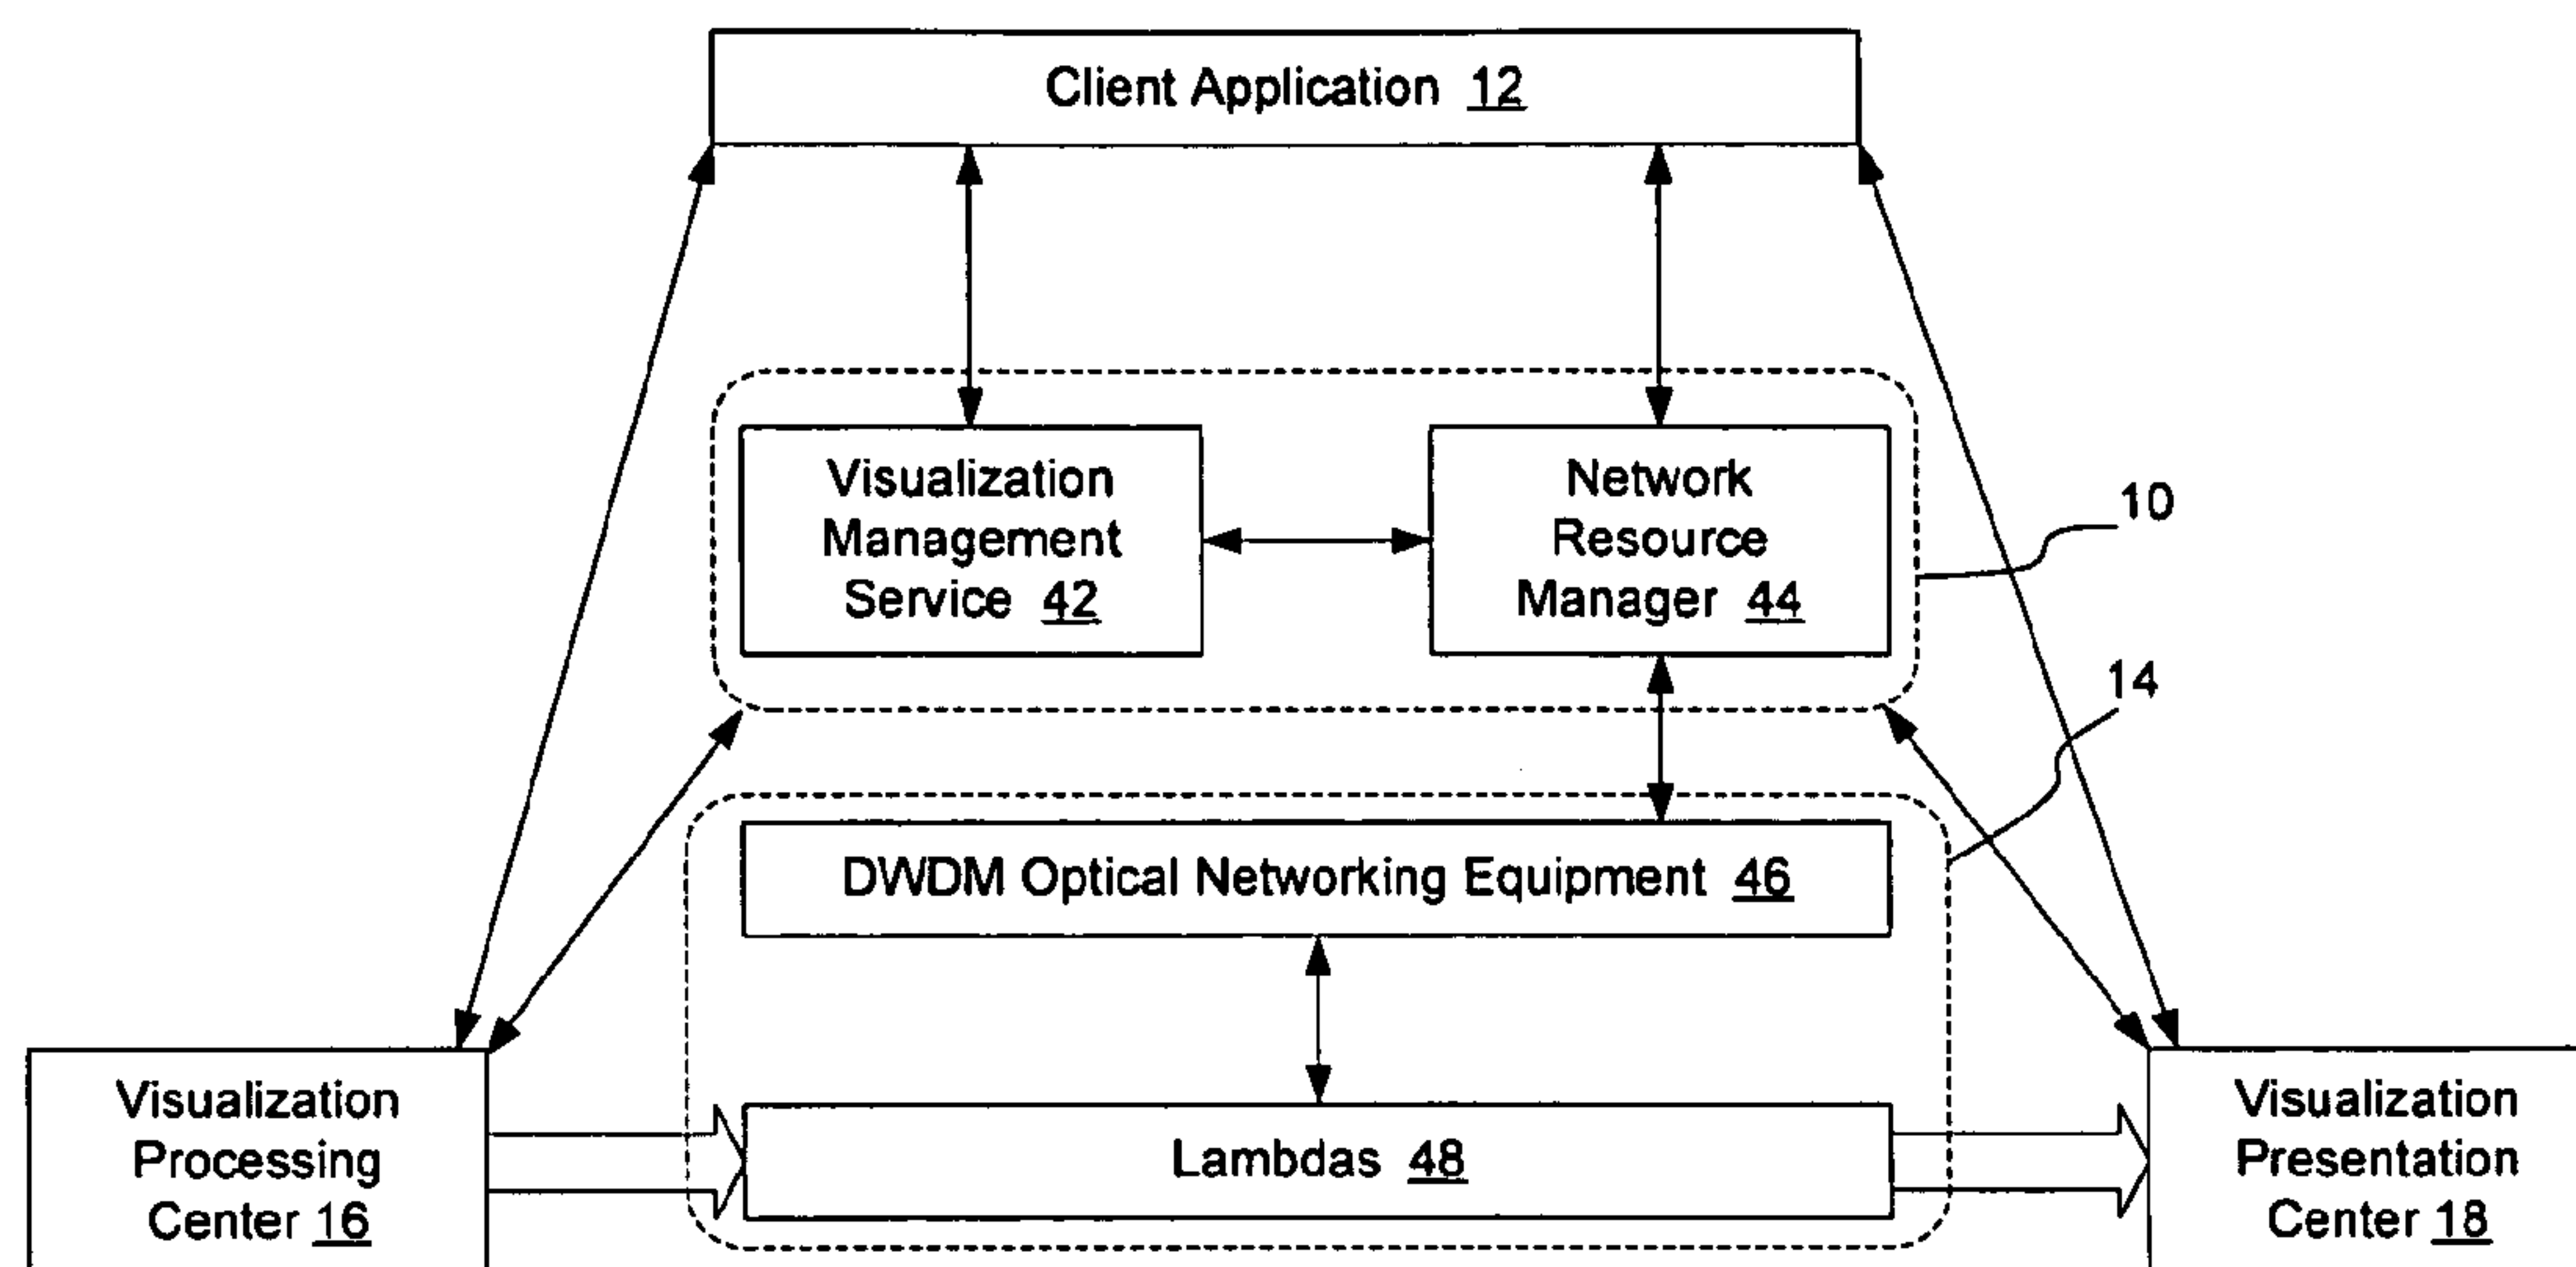 Client Application 12
Visualization
Management
Service 42
Network
Resource
Manager 44
10
14
DWDM Optical Networking Equipment 46
Visualization
Processing
Center 16
Lambdas 48
Visualization
Presentation
Center 18